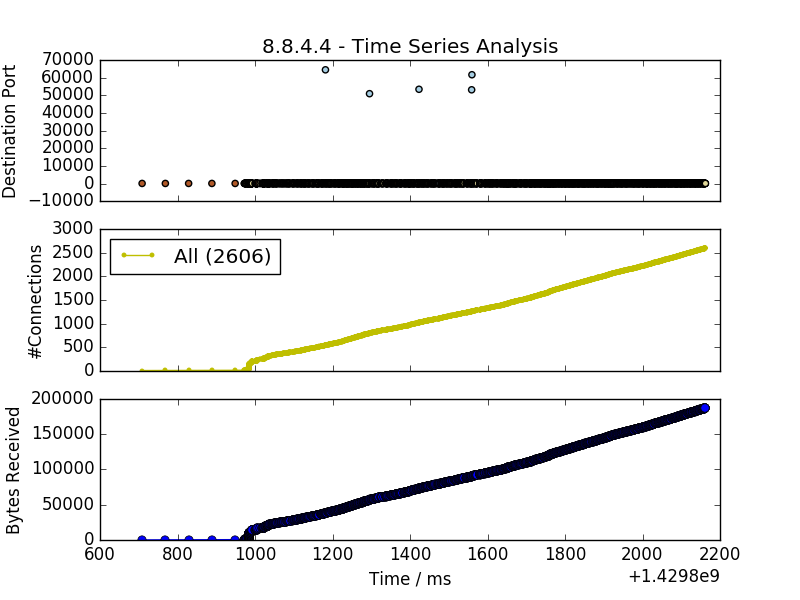 8.8.4.4 - Time Series Analysis
Destination Port
70000
60000
50000
40000
30000
20000
10000
0
−10000
#Connections
3000
2500
2000
1500
1000
500
0
All (2606)
Bytes Received
200000
150000
100000
50000
0
600 800 1000 1200 1400 1600 1800 2000 2200
Time / ms
+1.4298e9